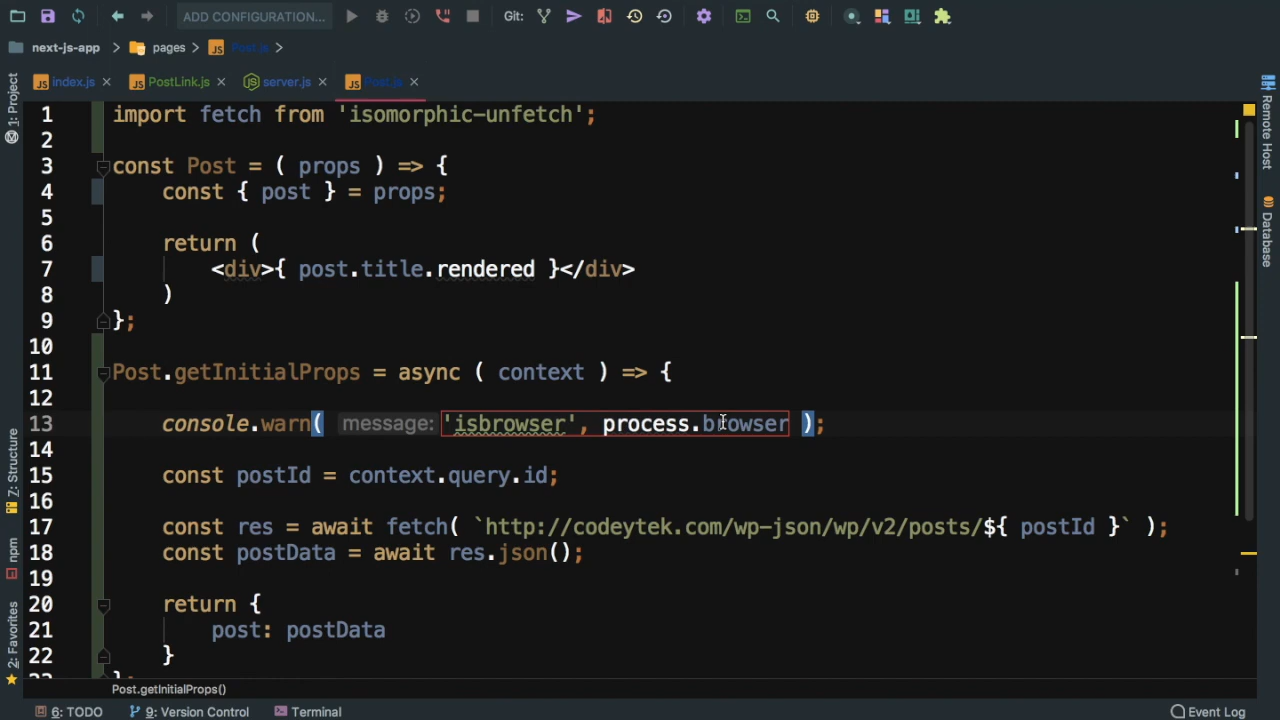 ADD CONFIGURATION... Git:
next-js-app pages Post.js
index.js PostLink.js server.js Post.js
1: Project
Z: Structure
npm
2: Favorites
Remote Host
Database
1 import fetch from 'isomorphic-unfetch';
2
3 const Post = ( props ) => {
4 const { post } = props;
5
6 return (
7 <div>{ post.title.rendered }</div>
8 )
9 };
10
11 Post.getInitialProps = async ( context ) => {
12
13 console.warn( message: 'isbrowser', process.browser );
14
15 const postId = context.query.id;
16
17 const res = await fetch( `http://codeytek.com/wp-json/wp/v2/posts/${ postId }` );
18 const postData = await res.json();
19
20 return {
21 post: postData
22 }
Post.getInitialProps()
6: TODO 9: Version Control Terminal Event Log